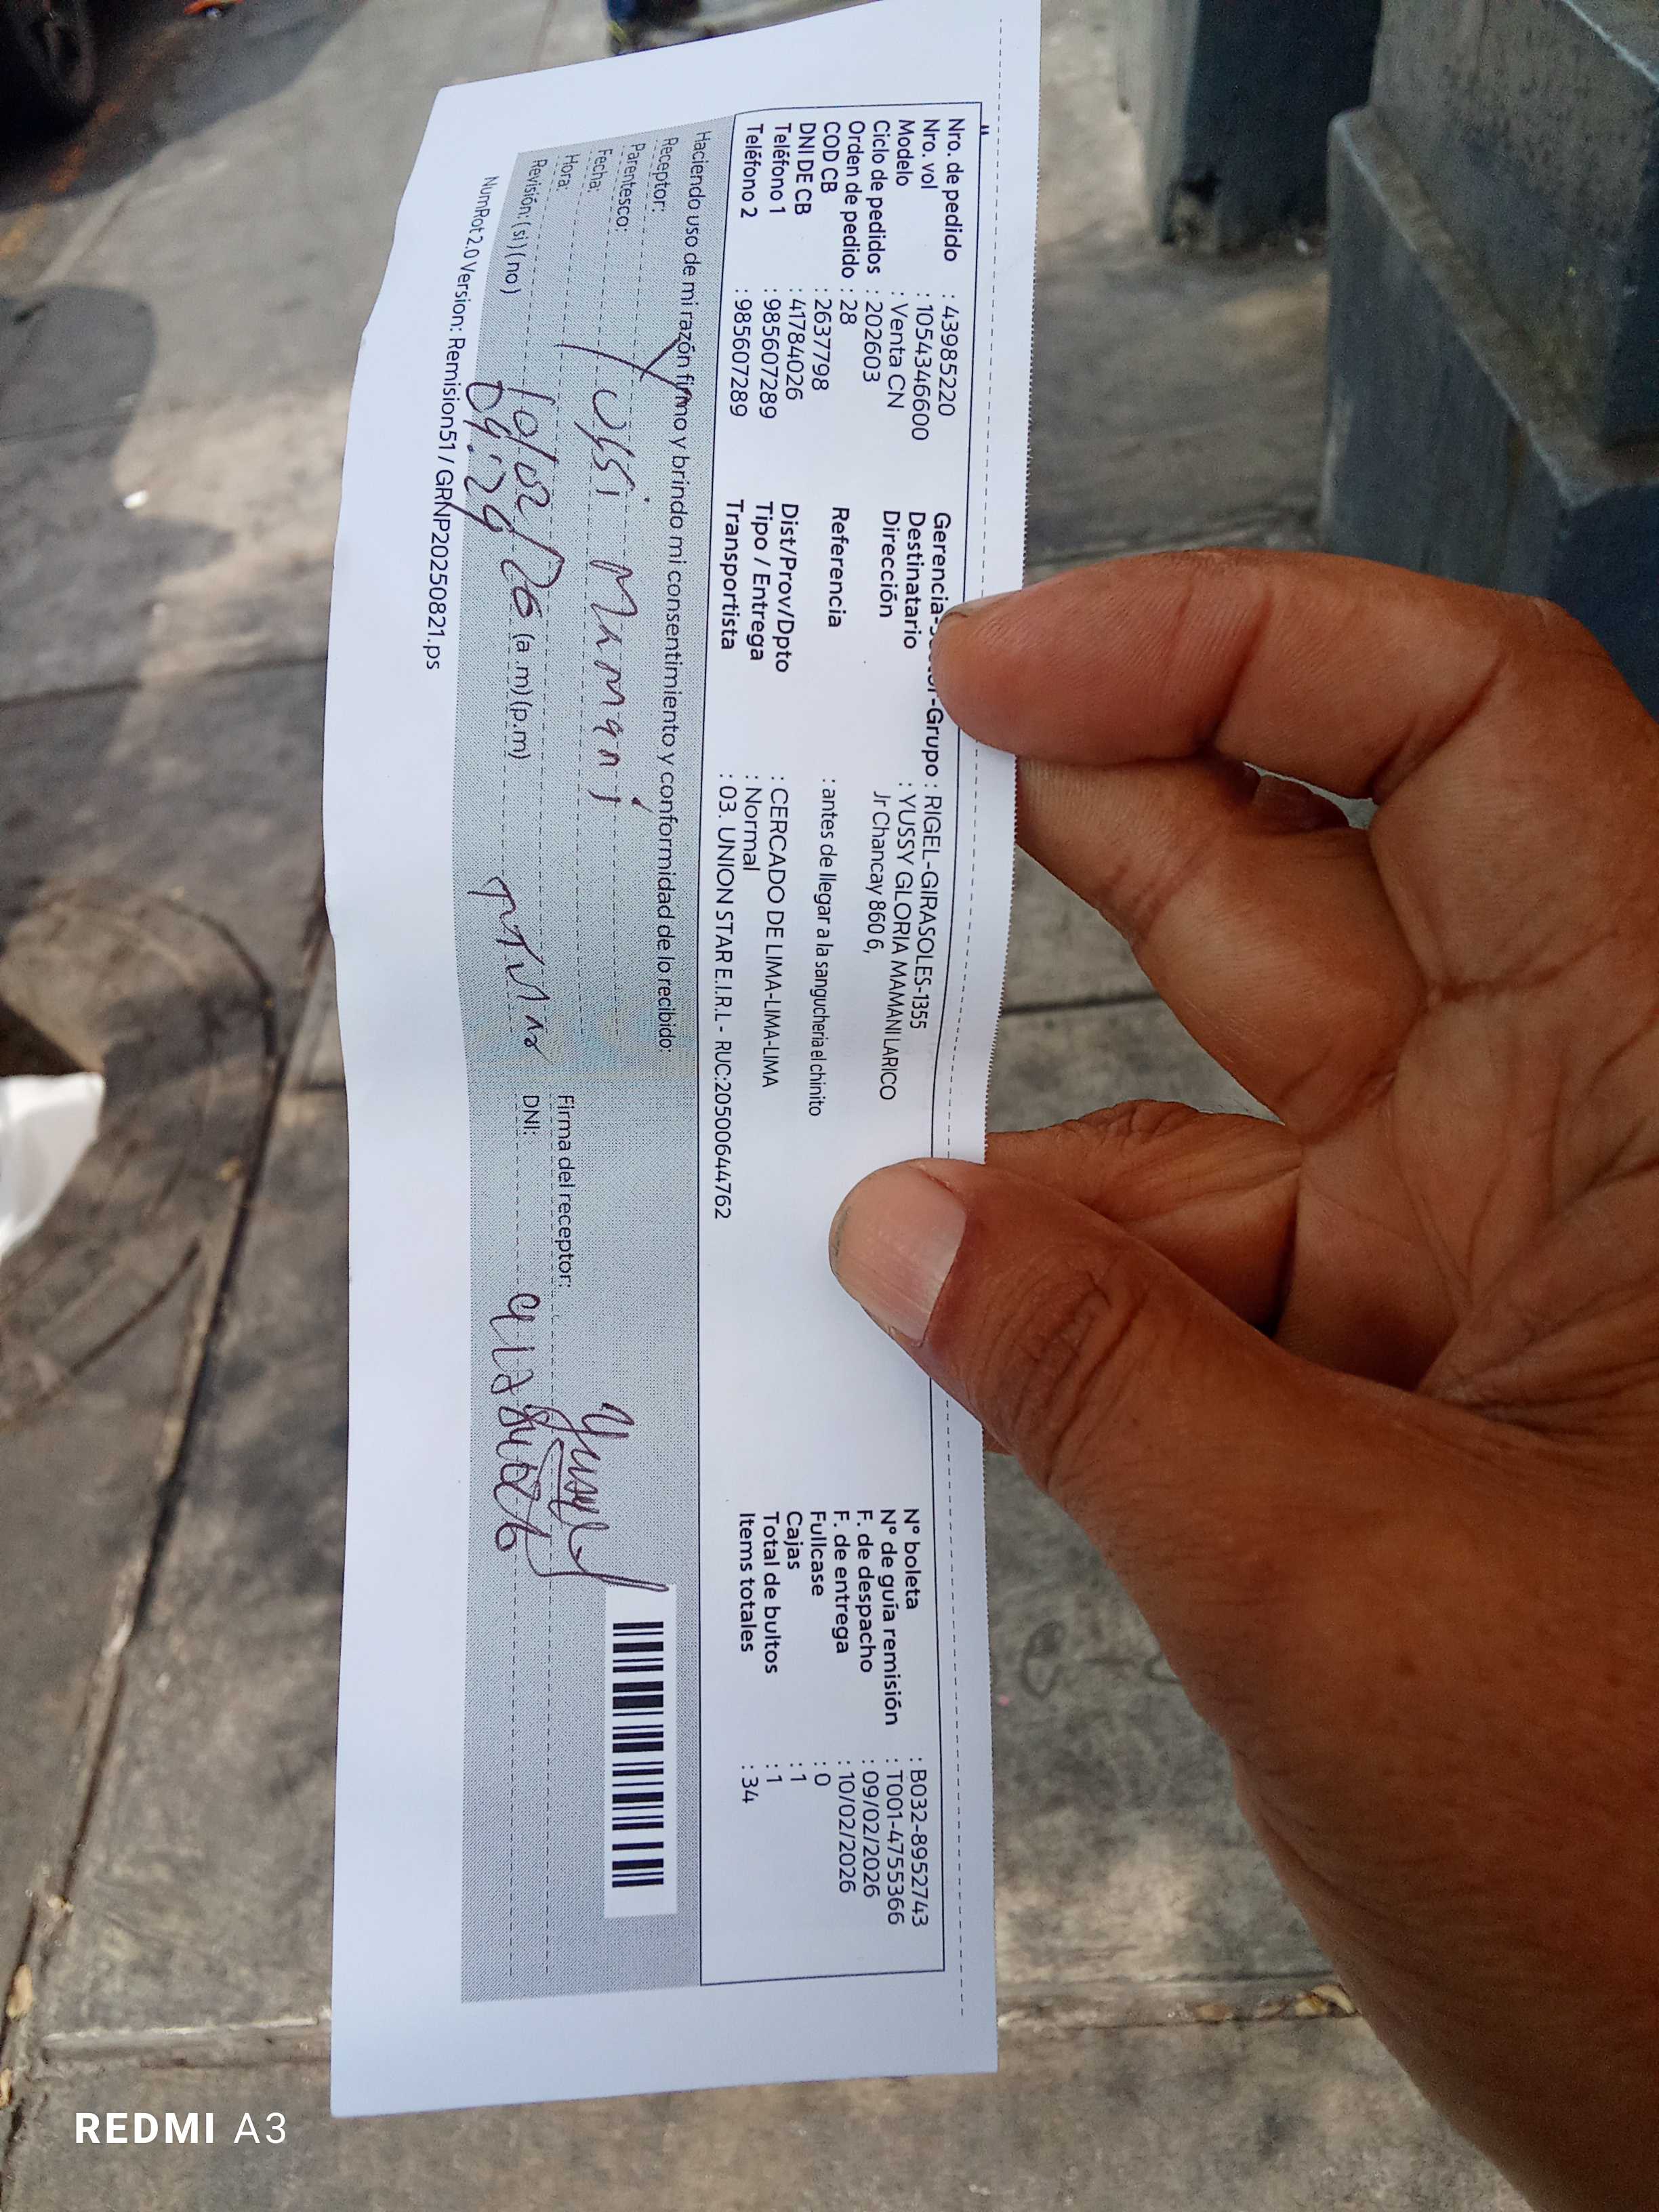 Nro. de pedido : 43985220
Nro. vol : 1054346600
Modelo : Venta CN
Ciclo de pedidos : 202603
Orden de pedido : 28
COD CB : 2637798
DNI DE CB : 41784026
Teléfono 1 : 985607289
Teléfono 2 : 985607289
Gerencia- -Grupo : RIGEL-GIRASOLES-1355
Destinatario : YUSSY GLORIA MAMANI LARICO
Dirección Jr Chancay 860 6,
Referencia : antes de llegar a la sangucheria el chinito
Dist/Prov/Dpto : CERCADO DE LIMA-LIMA-LIMA
Tipo / Entrega : Normal
Transportista : 03. UNION STAR E.I.R.L - RUC:20500644762
N° boleta : B032-8952743
N° de guía remisión : T001-4755366
F. de despacho : 09/02/2026
F. de entrega : 10/02/2026
Fullcase : 0
Cajas : 1
Total de bultos : 1
Items totales : 34
Haciendo uso de mi razón firmo y brindo mi consentimiento y conformidad de lo recibido:
Receptor: Yussi Mamani
Parentesco:
Fecha: 10/02/26
Hora: 09:29 (a.m) (p.m)
Revisión: (si) (no)
Firma del receptor:
DNI: 41784026
NumRot 2.0 Version: Remision51 / GRNP20250821.ps
REDMI A3